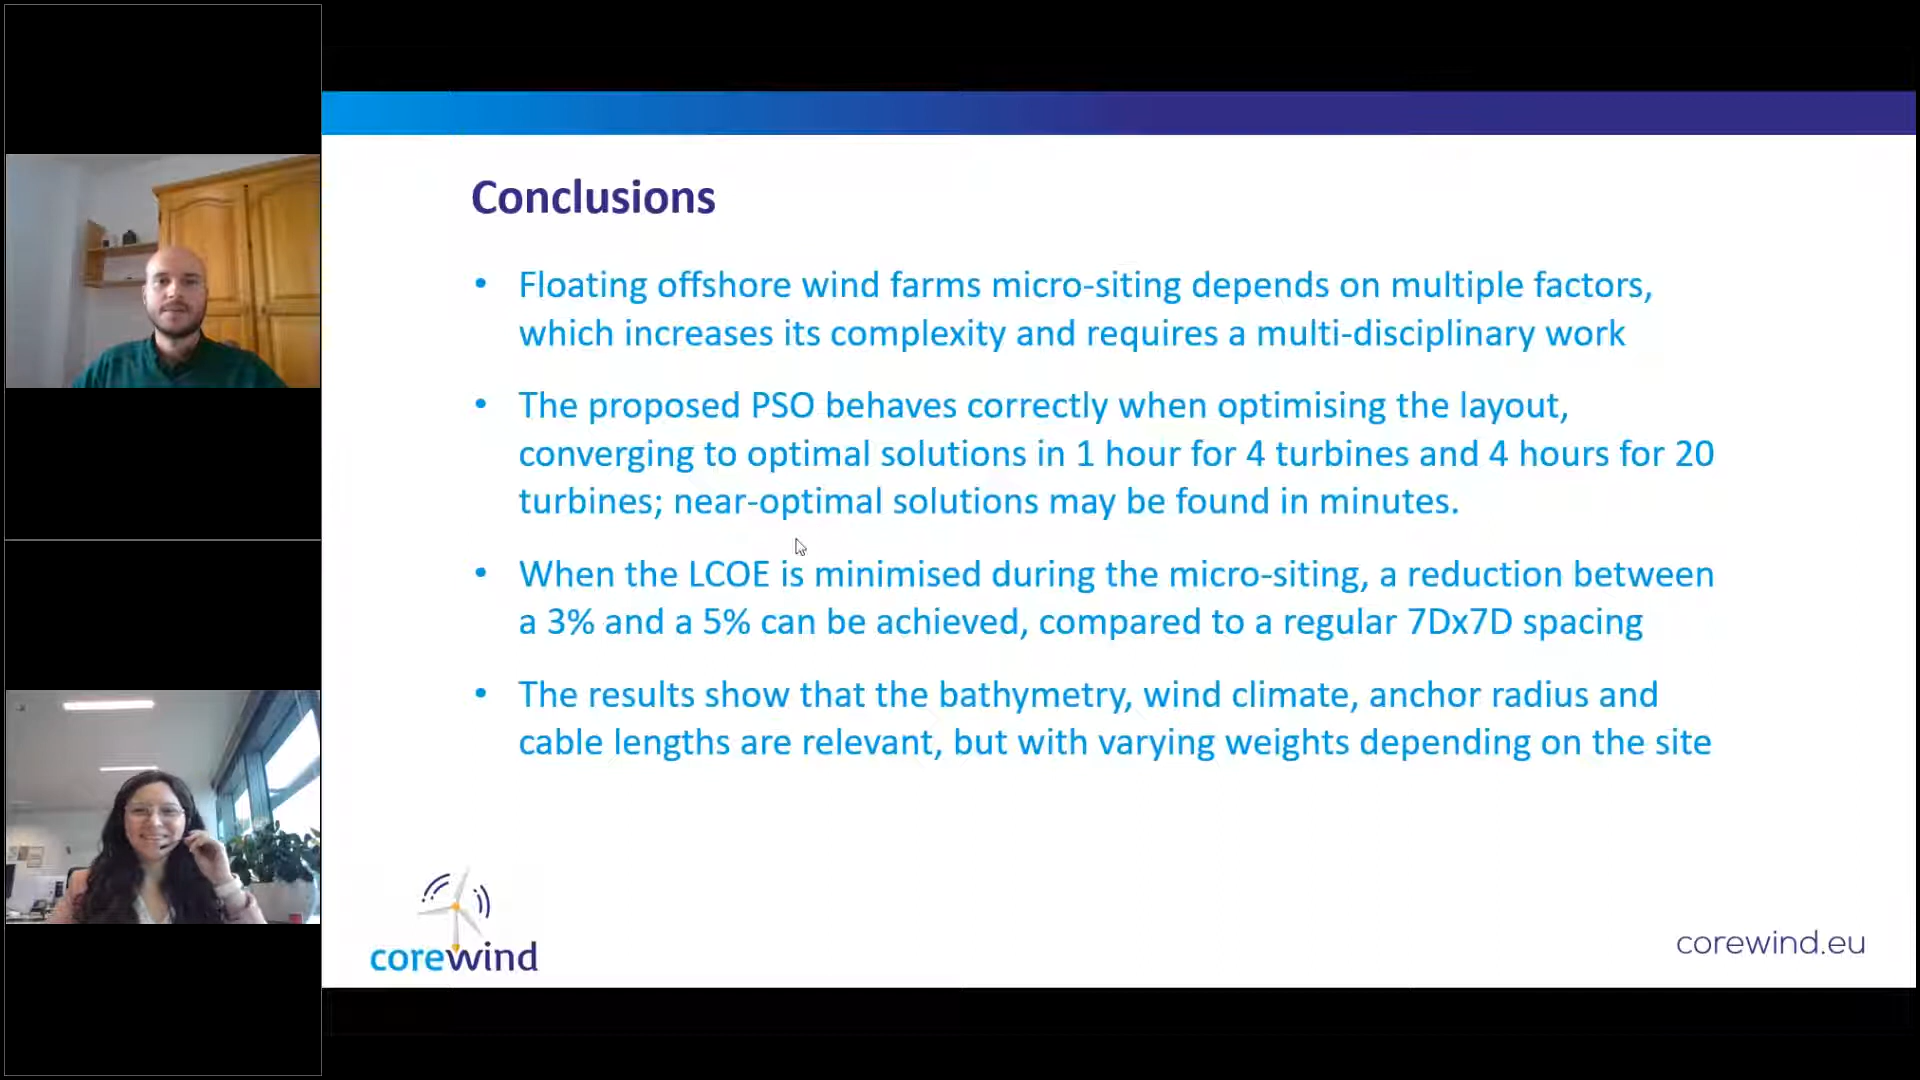 Conclusions
• Floating offshore wind farms micro-siting depends on multiple factors,
which increases its complexity and requires a multi-disciplinary work
• The proposed PSO behaves correctly when optimising the layout,
converging to optimal solutions in 1 hour for 4 turbines and 4 hours for 20
turbines; near-optimal solutions may be found in minutes.
• When the LCOE is minimised during the micro-siting, a reduction between
a 3% and a 5% can be achieved, compared to a regular 7Dx7D spacing
• The results show that the bathymetry, wind climate, anchor radius and
cable lengths are relevant, but with varying weights depending on the site
corewind
corewind.eu